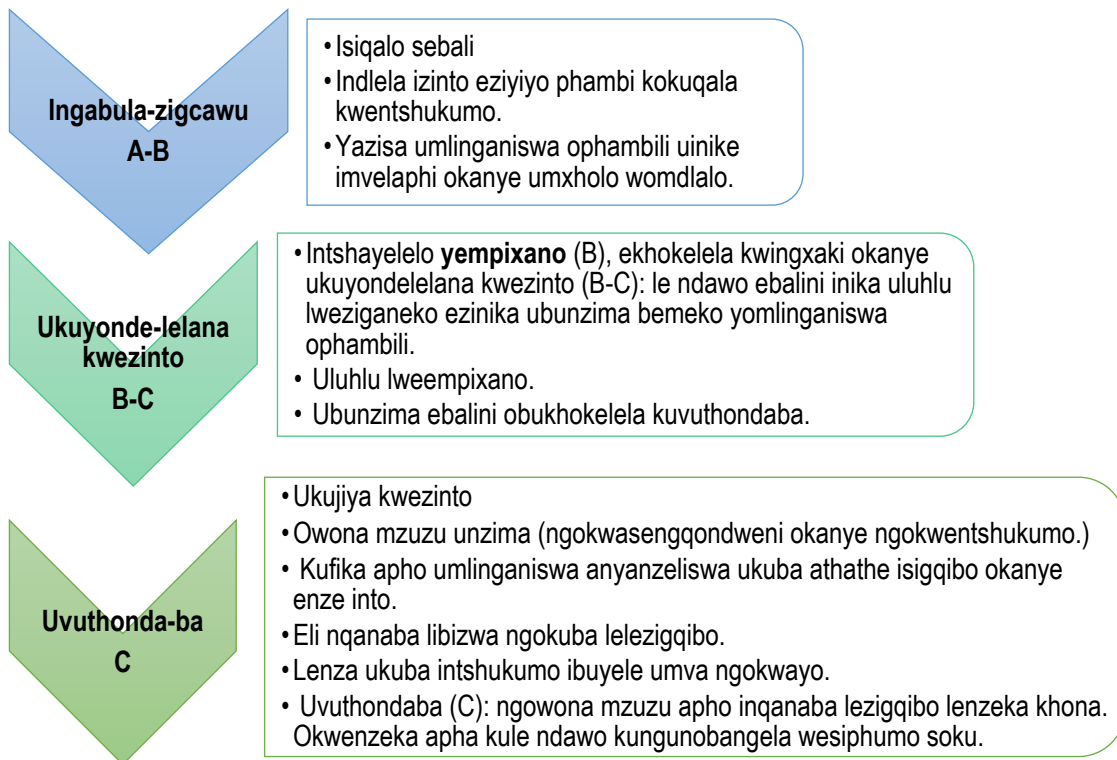 Ingabula-zigcawu
A-B
• Isiqalo sebali
• Indlela izinto eziyiyo phambi kokuqala
kwentshukumo.
• Yazisa umlinganiswa ophambili uinike
imvelaphi okanye umxholo womdlalo.
Ukuyonde-lelana
kwezinto
B-C
• Intshayelelo yempixano (B), ekhokelela kwingxaki okanye
ukuyondelelana kwezinto (B-C): le ndawo ebalini inika uluhlu
lweziganeko ezinika ubunzima bemeko yomlinganiswa
ophambili.
• Uluhlu lweempixano.
• Ubunzima ebalini obukhokelela kuvuthondaba.
Uvuthonda-ba
C
• Ukujiya kwezinto
• Owona mzuzu unzima (ngokwasengqondweni okanye ngokwentshukumo.)
• Kufika apho umlinganiswa anyanzeliswa ukuba athathe isigqibo okanye
enze into.
• Eli nqanaba libizwa ngokuba lelezigqibo.
• Lenza ukuba intshukumo ibuyele umva ngokwayo.
• Uvuthondaba (C): ngowona mzuzu apho inqanaba lezigqibo lenzeka khona.
Okwenzeka apha kule ndawo kungunobangela wesiphumo soku.